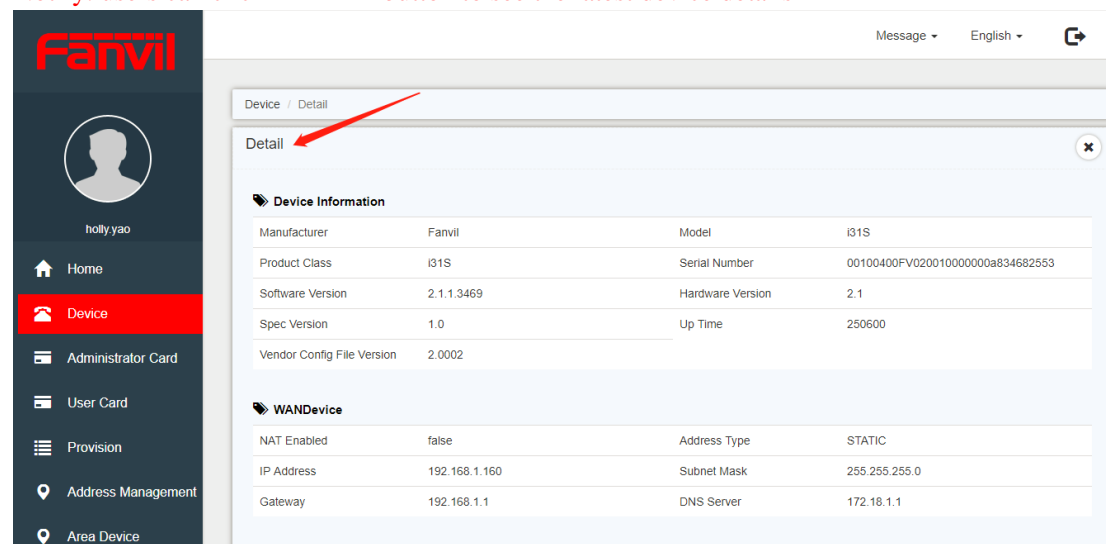 Fanvil
Message English
Device / Detail
Detail
holly.yao
Home
Device
Administrator Card
User Card
Provision
Address Management
Area Device
Device Information
Manufacturer Fanvil Model i31S
Product Class i31S Serial Number 00100400FV020010000000a834682553
Software Version 2.1.1.3469 Hardware Version 2.1
Spec Version 1.0 Up Time 250600
Vendor Config File Version 2.0002
WANDevice
NAT Enabled false Address Type STATIC
IP Address 192.168.1.160 Subnet Mask 255.255.255.0
Gateway 192.168.1.1 DNS Server 172.18.1.1